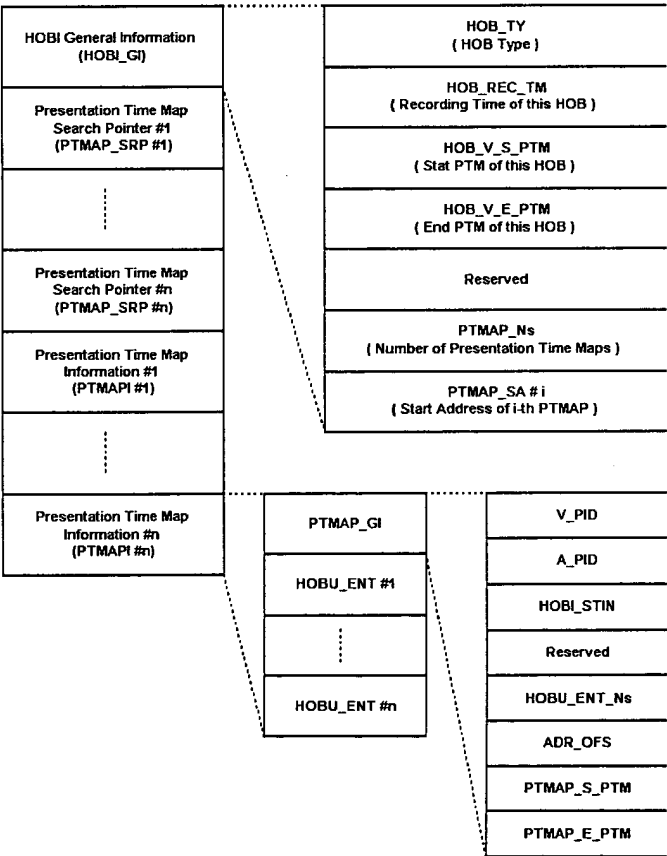 HOBI General Information
(HOBI_GI)
Presentation Time Map
Search Pointer #1
(PTMAP_SRP #1)
Presentation Time Map
Search Pointer #n
(PTMAP_SRP #n)
Presentation Time Map
Information #1
(PTMAPI #1)
Presentation Time Map
Information #n
(PTMAPI #n)
HOB_TY
( HOB Type )
HOB_REC_TM
( Recording Time of this HOB )
HOB_V_S_PTM
( Stat PTM of this HOB )
HOB_V_E_PTM
( End PTM of this HOB )
Reserved
PTMAP_Ns
( Number of Presentation Time Maps )
PTMAP_SA # i
( Start Address of i-th PTMAP )
PTMAP_GI
HOBU_ENT #1
HOBU_ENT #n
V_PID
A_PID
HOBI_STIN
Reserved
HOBU_ENT_Ns
ADR_OFS
PTMAP_S_PTM
PTMAP_E_PTM